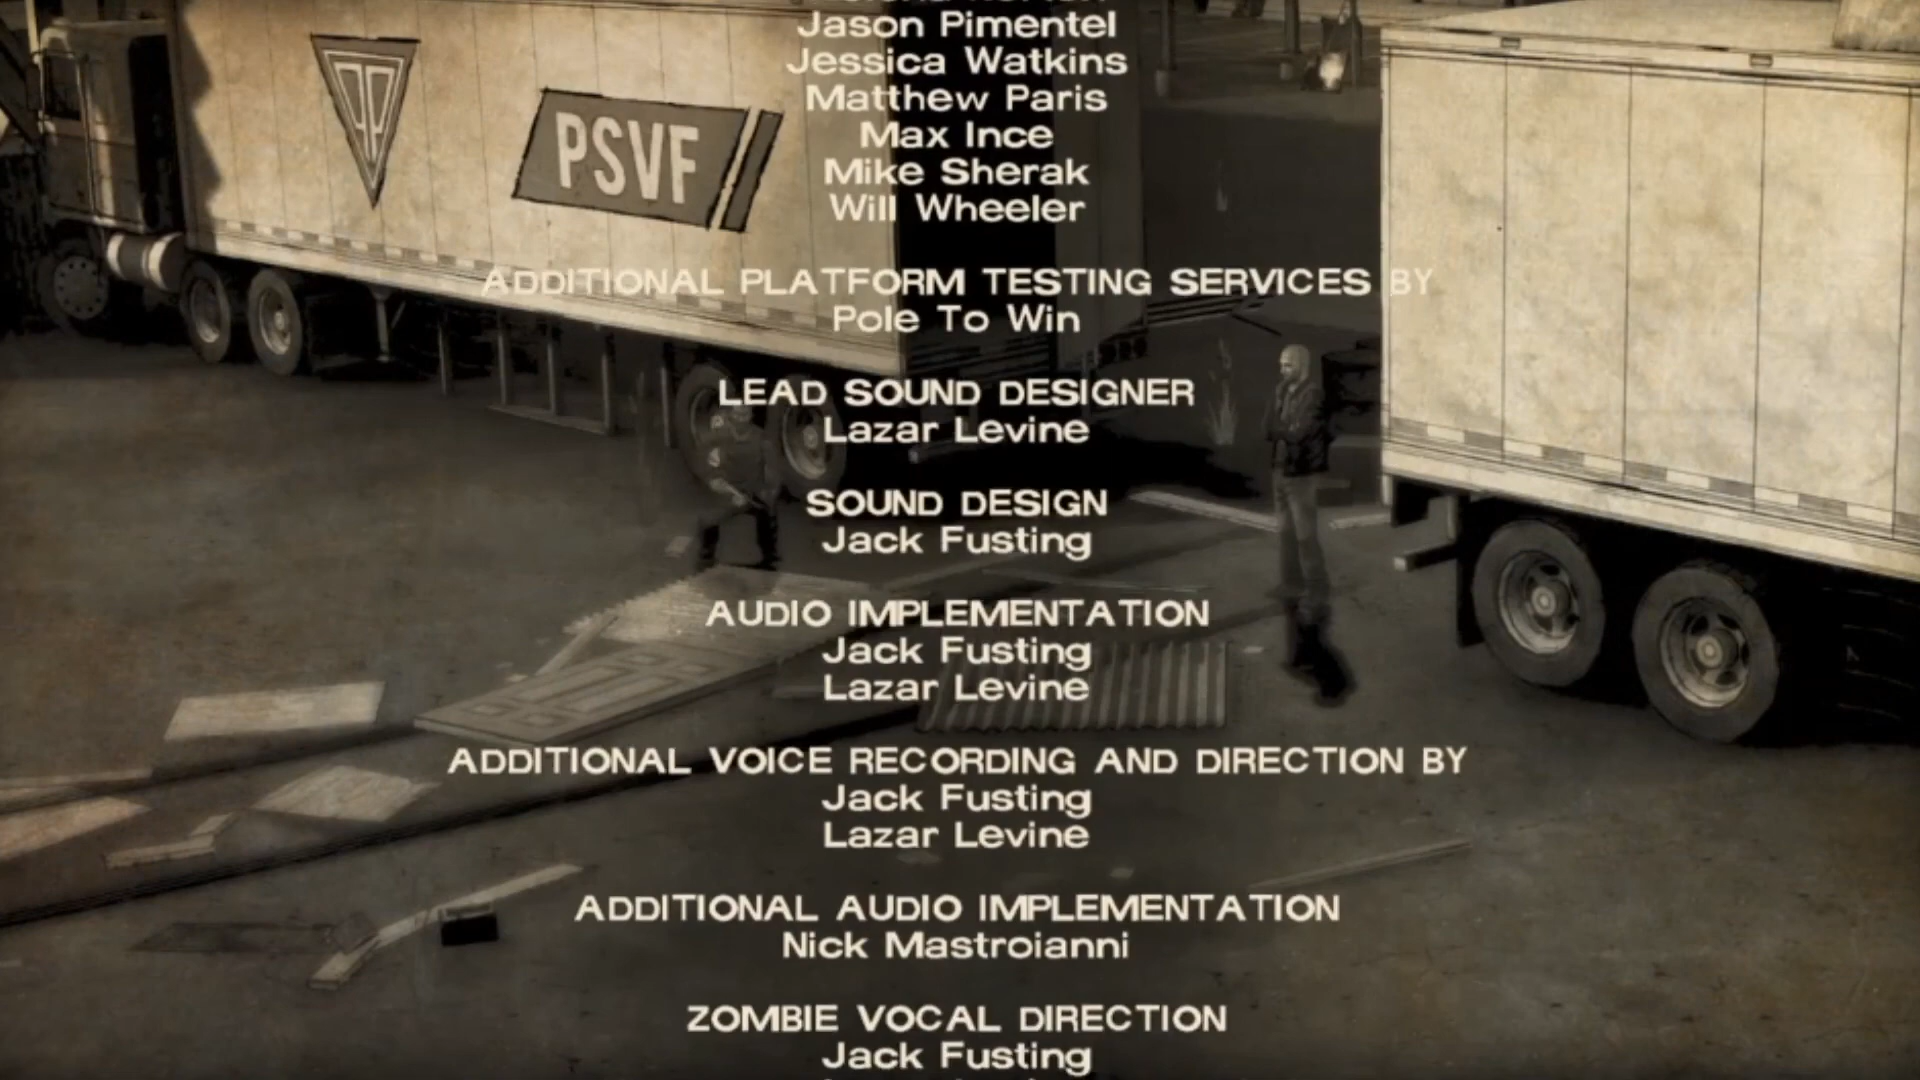 Jason Pimentel
Jessica Watkins
Matthew Paris
Max Ince
Mike Sherak
Will Wheeler
PSVF
ADDITIONAL PLATFORM TESTING SERVICES BY
Pole To Win
LEAD SOUND DESIGNER
Lazar Levine
SOUND DESIGN
Jack Fusting
AUDIO IMPLEMENTATION
Jack Fusting
Lazar Levine
ADDITIONAL VOICE RECORDING AND DIRECTION BY
Jack Fusting
Lazar Levine
ADDITIONAL AUDIO IMPLEMENTATION
Nick Mastroianni
ZOMBIE VOCAL DIRECTION
Jack Fusting